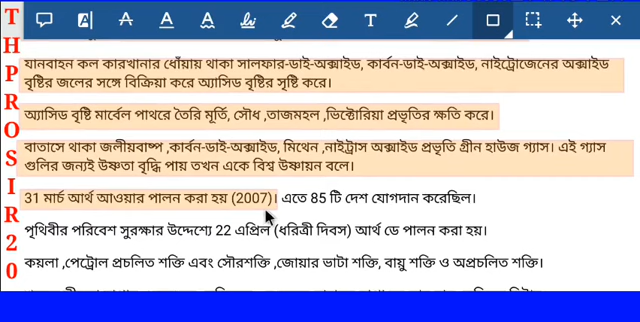 THPROSIR20
যানবাহন কল কারখানার ধোঁয়ায় থাকা সালফার-ডাই-অক্সাইড, কার্বন-ডাই-অক্সাইড, নাইট্রোজেনের অক্সাইড
বৃষ্টির জলের সঙ্গে বিক্রিয়া করে অ্যাসিড বৃষ্টির সৃষ্টি করে।
অ্যাসিড বৃষ্টি মার্বেল পাথরে তৈরি মূর্তি, সৌধ ,তাজমহল ,ভিক্টোরিয়া প্রভৃতির ক্ষতি করে।
বাতাসে থাকা জলীয়বাষ্প ,কার্বন-ডাই-অক্সাইড, মিথেন ,নাইট্রাস অক্সাইড প্রভৃতি গ্রীন হাউজ গ্যাস। এই গ্যাস
গুলির জন্যই উষ্ণতা বৃদ্ধি পায় তখন একে বিশ্ব উষ্ণায়ন বলে।
31 মার্চ আর্থ আওয়ার পালন করা হয় (2007)। এতে 85 টি দেশ যোগদান করেছিল।
পৃথিবীর পরিবেশ সুরক্ষার উদ্দেশ্যে 22 এপ্রিল (ধরিত্রী দিবস) আর্থ ডে পালন করা হয়।
কয়লা ,পেট্রোল প্রচলিত শক্তি এবং সৌরশক্তি ,জোয়ার ভাটা শক্তি, বায়ু শক্তি ও অপ্রচলিত শক্তি।